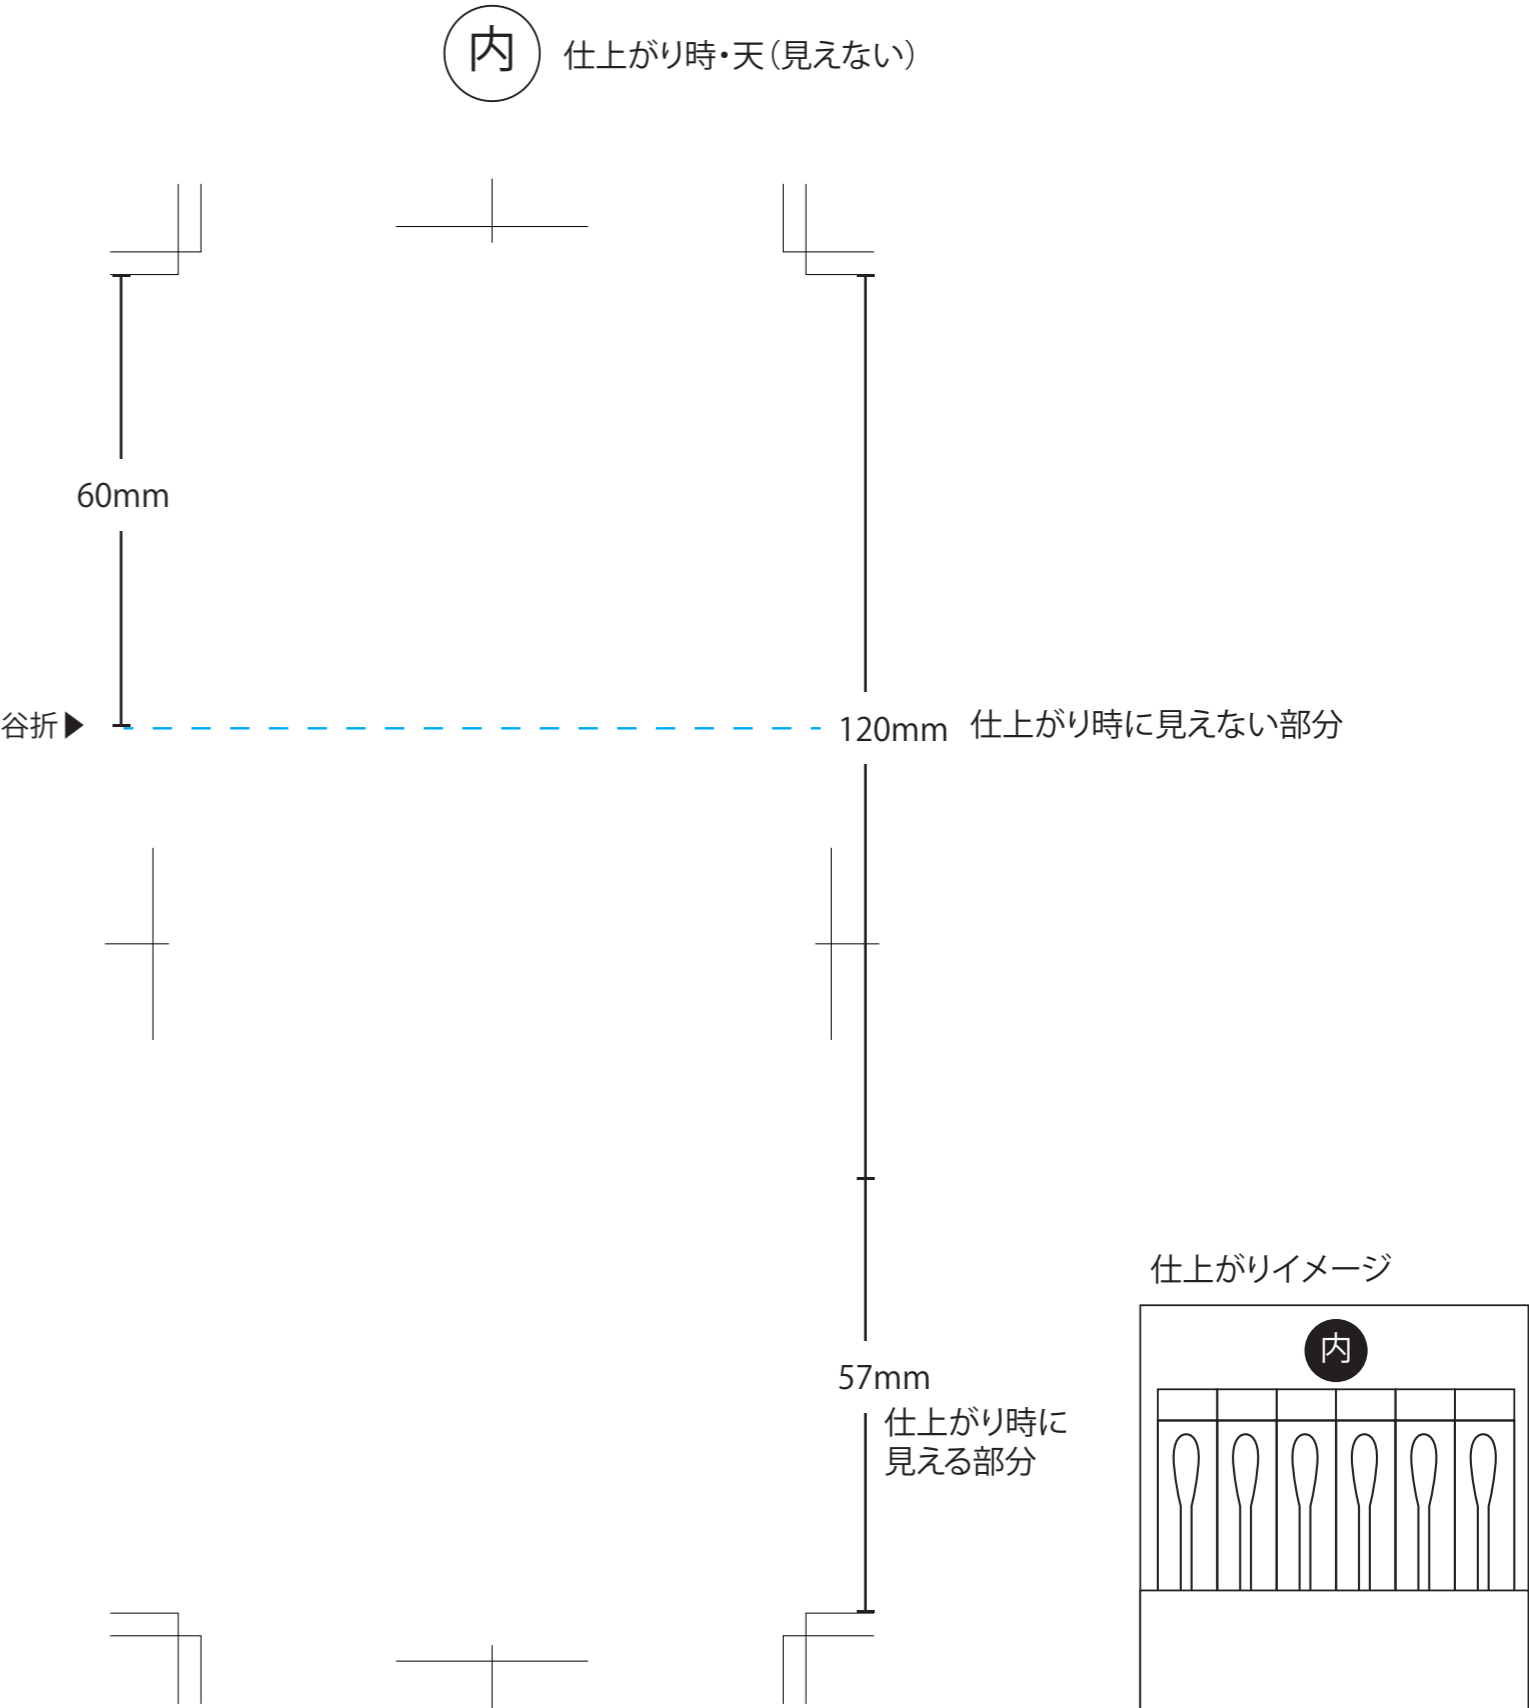 内 仕上がり時・天（見えない）
60mm
谷折▶
120mm 仕上がり時に見えない部分
仕上がりイメージ
内
57mm
仕上がり時に
見える部分